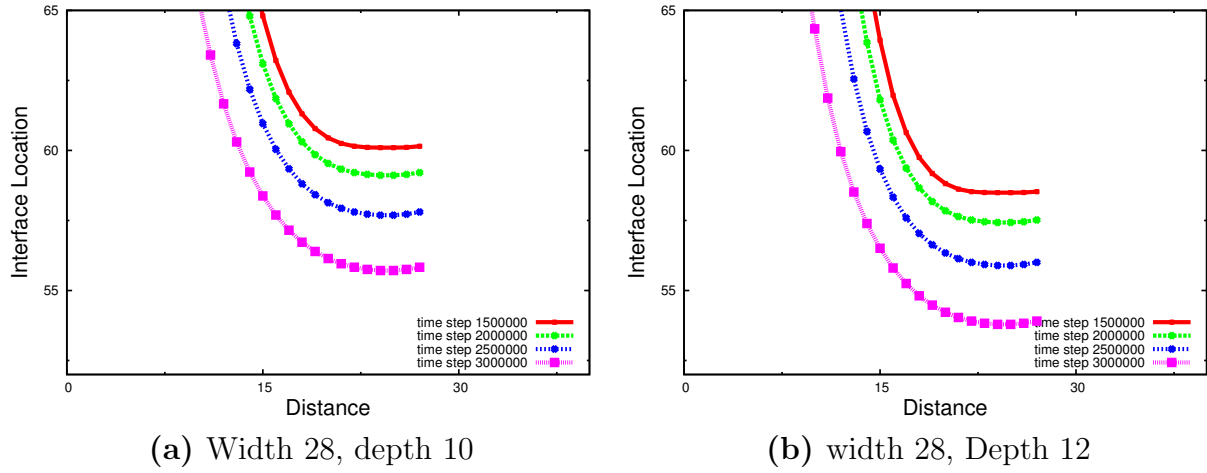 65
60
55
0
15
30
Interface Location
Distance
time step 1500000
time step 2000000
time step 2500000
time step 3000000
(a) Width 28, depth 10
65
60
55
0
15
30
Interface Location
Distance
time step 1500000
time step 2000000
time step 2500000
time step 3000000
(b) width 28, Depth 12